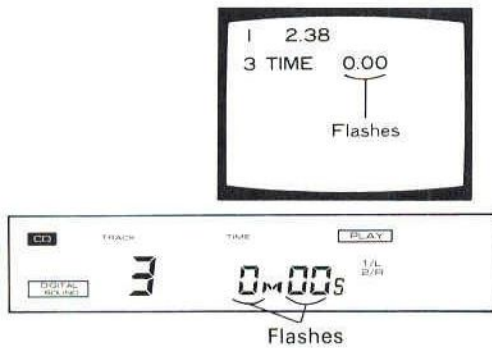 1 2.38
3 TIME 0.00
Flashes
CD TRACK TIME PLAY
DIGITAL SOUND 3 0M00S 1/L 2/R
Flashes